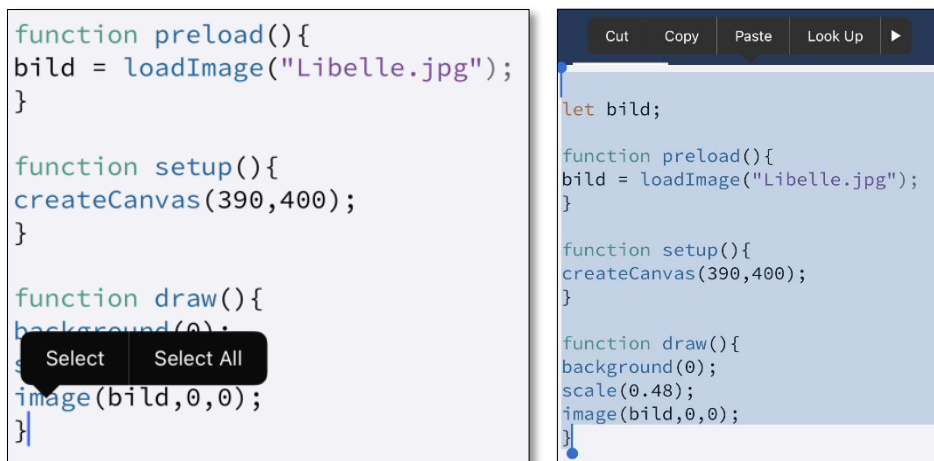 function preload(){
bild = loadImage("Libelle.jpg");
}
function setup(){
createCanvas(390,400);
}
function draw(){
background(0);
Select Select All
image(bild,0,0);
}
Cut Copy Paste Look Up ▶
let bild;
function preload(){
bild = loadImage("Libelle.jpg");
}
function setup(){
createCanvas(390,400);
}
function draw(){
background(0);
scale(0.48);
image(bild,0,0);
}